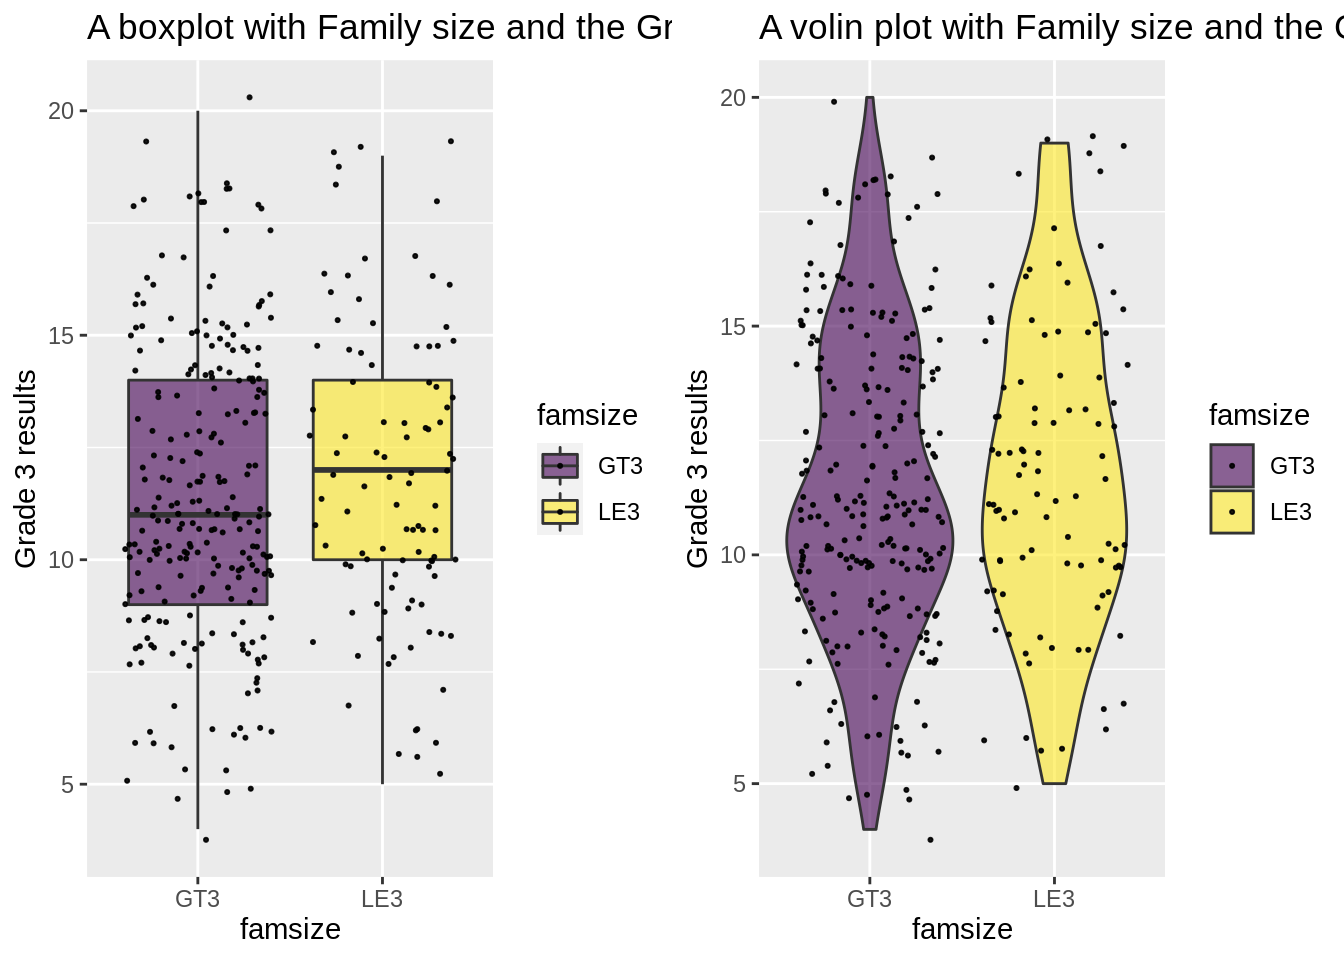 A boxplot with Family size and the Gr
20
15
10
5
Grade 3 results
GT3
LE3
famsize
famsize
GT3
LE3
A volin plot with Family size and the G
20
15
10
5
Grade 3 results
GT3
LE3
famsize
famsize
GT3
LE3